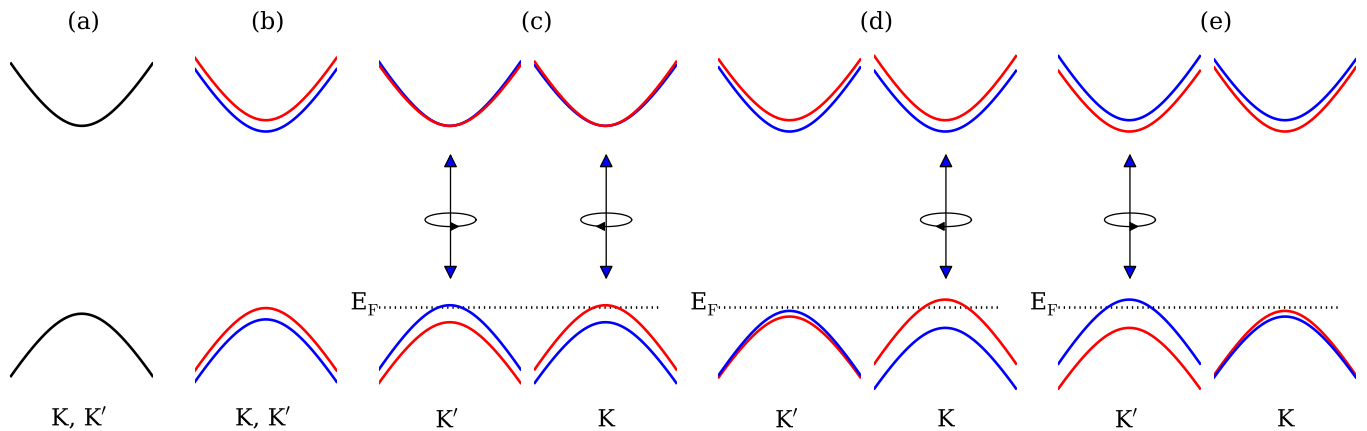 (a) (b) (c) (d) (e)
E_F E_F E_F
K, K′ K, K′ K′ K K′ K K′ K